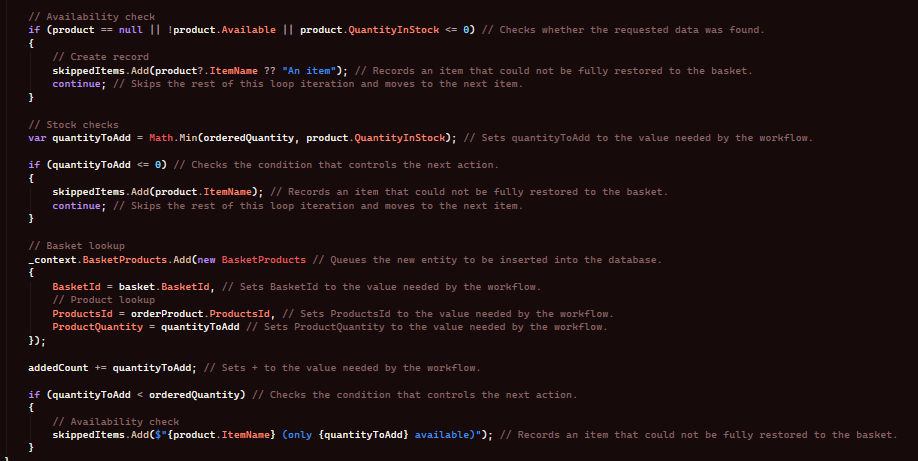 // Availability check
if (product == null || !product.Available || product.QuantityInStock <= 0) // Checks whether the requested data was found.
{
// Create record
skippedItems.Add(product?.ItemName ?? "An item"); // Records an item that could not be fully restored to the basket.
continue; // Skips the rest of this loop iteration and moves to the next item.
}
// Stock checks
var quantityToAdd = Math.Min(orderedQuantity, product.QuantityInStock); // Sets quantityToAdd to the value needed by the workflow.
if (quantityToAdd <= 0) // Checks the condition that controls the next action.
{
skippedItems.Add(product.ItemName); // Records an item that could not be fully restored to the basket.
continue; // Skips the rest of this loop iteration and moves to the next item.
}
// Basket lookup
_context.BasketProducts.Add(new BasketProducts // Queues the new entity to be inserted into the database.
{
BasketId = basket.BasketId, // Sets BasketId to the value needed by the workflow.
// Product lookup
ProductsId = orderProduct.ProductsId, // Sets ProductsId to the value needed by the workflow.
ProductQuantity = quantityToAdd // Sets ProductQuantity to the value needed by the workflow.
});
addedCount += quantityToAdd; // Sets + to the value needed by the workflow.
if (quantityToAdd < orderedQuantity) // Checks the condition that controls the next action.
{
// Availability check
skippedItems.Add($"{product.ItemName} (only {quantityToAdd} available)"); // Records an item that could not be fully restored to the basket.
}